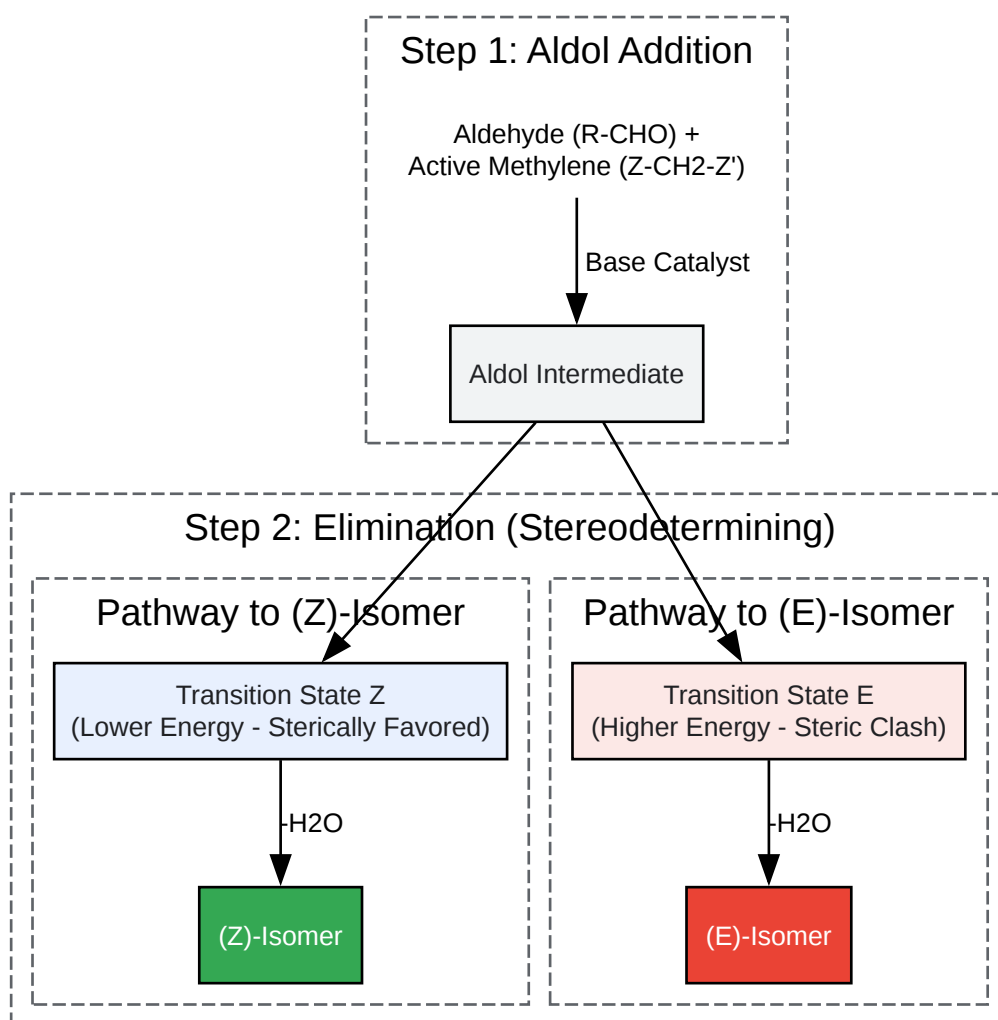 Step 1: Aldol Addition
Aldehyde (R-CHO) +
Active Methylene (Z-CH2-Z')
Base Catalyst
Aldol Intermediate
Step 2: Elimination (Stereodetermining)
Pathway to (Z)-Isomer
Transition State Z
(Lower Energy - Sterically Favored)
-H2O
(Z)-Isomer
Pathway to (E)-Isomer
Transition State E
(Higher Energy - Steric Clash)
-H2O
(E)-Isomer